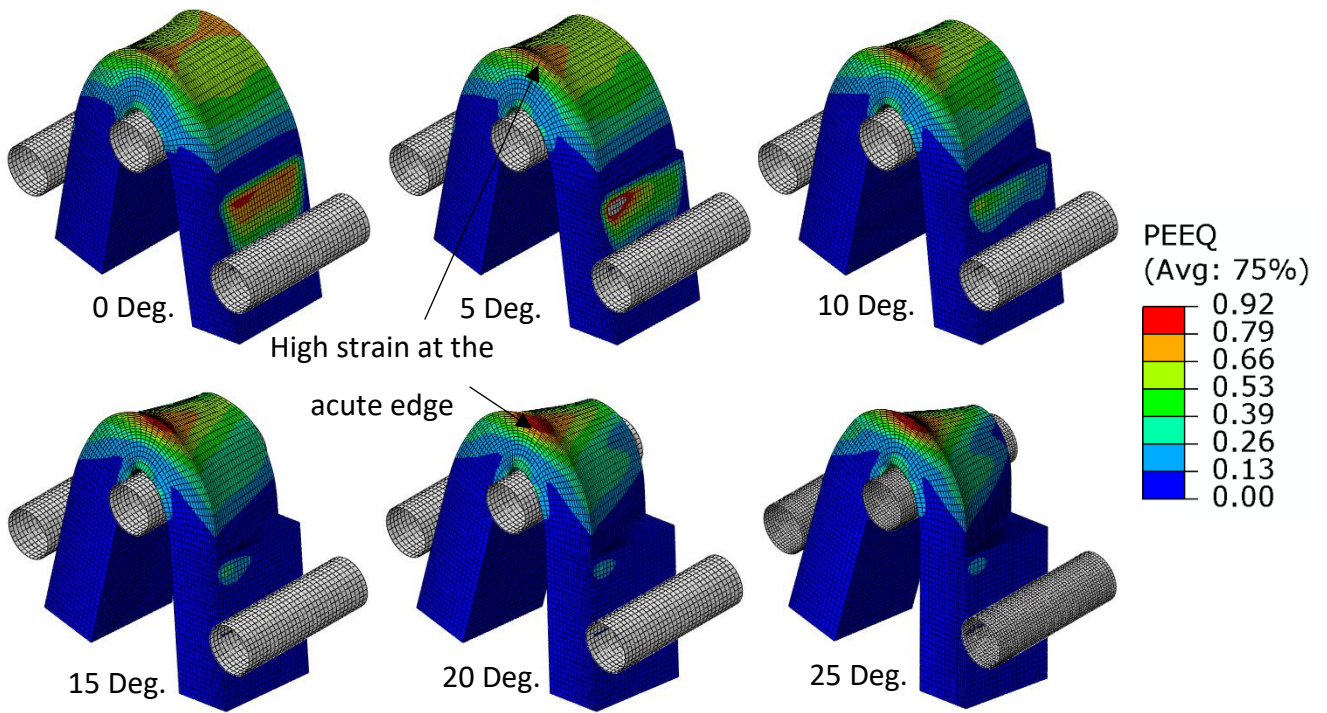 0 Deg.
5 Deg.
10 Deg.
High strain at the
acute edge
15 Deg.
20 Deg.
25 Deg.
PEEQ
(Avg: 75%)
0.92
0.79
0.66
0.53
0.39
0.26
0.13
0.00